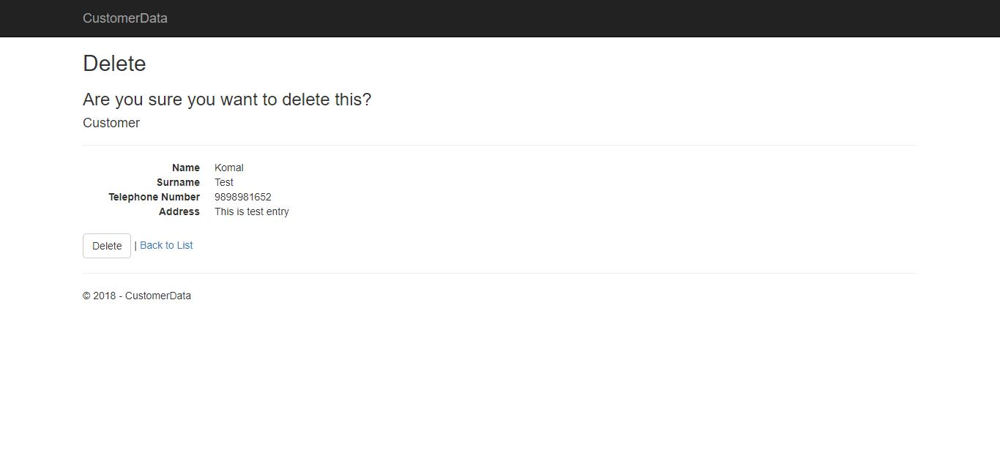 CustomerData
Delete
Are you sure you want to delete this?
Customer
Name Komal
Surname Test
Telephone Number 9898981652
Address This is test entry
Delete | Back to List
© 2018 - CustomerData